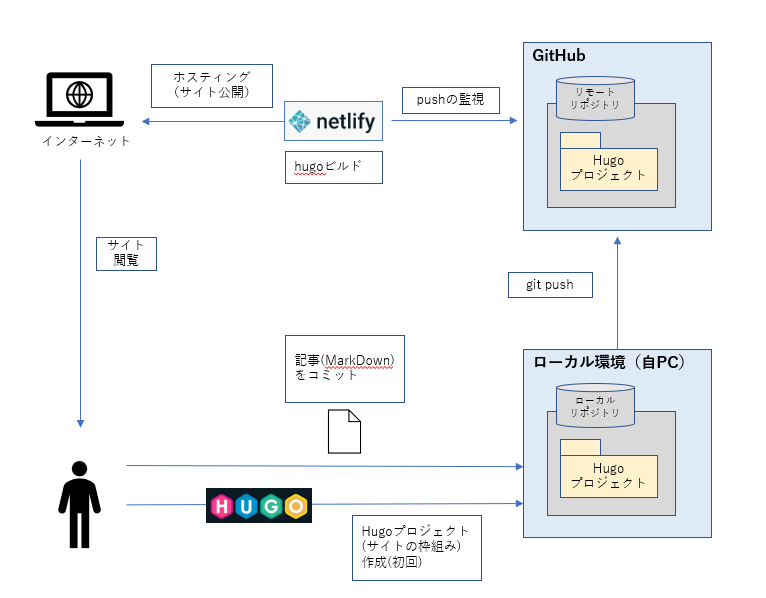 GitHub
ホスティング
(サイト公開)
リモート
リポジトリ
pushの監視
netlify
インターネット
Hugo
プロジェクト
hugoビルド
サイト
閲覧
git push
記事(MarkDown)
をコミット
ローカル環境（自PC）
ローカル
リポジトリ
Hugo
プロジェクト
HUGO
Hugoプロジェクト
(サイトの枠組み)
作成(初回)